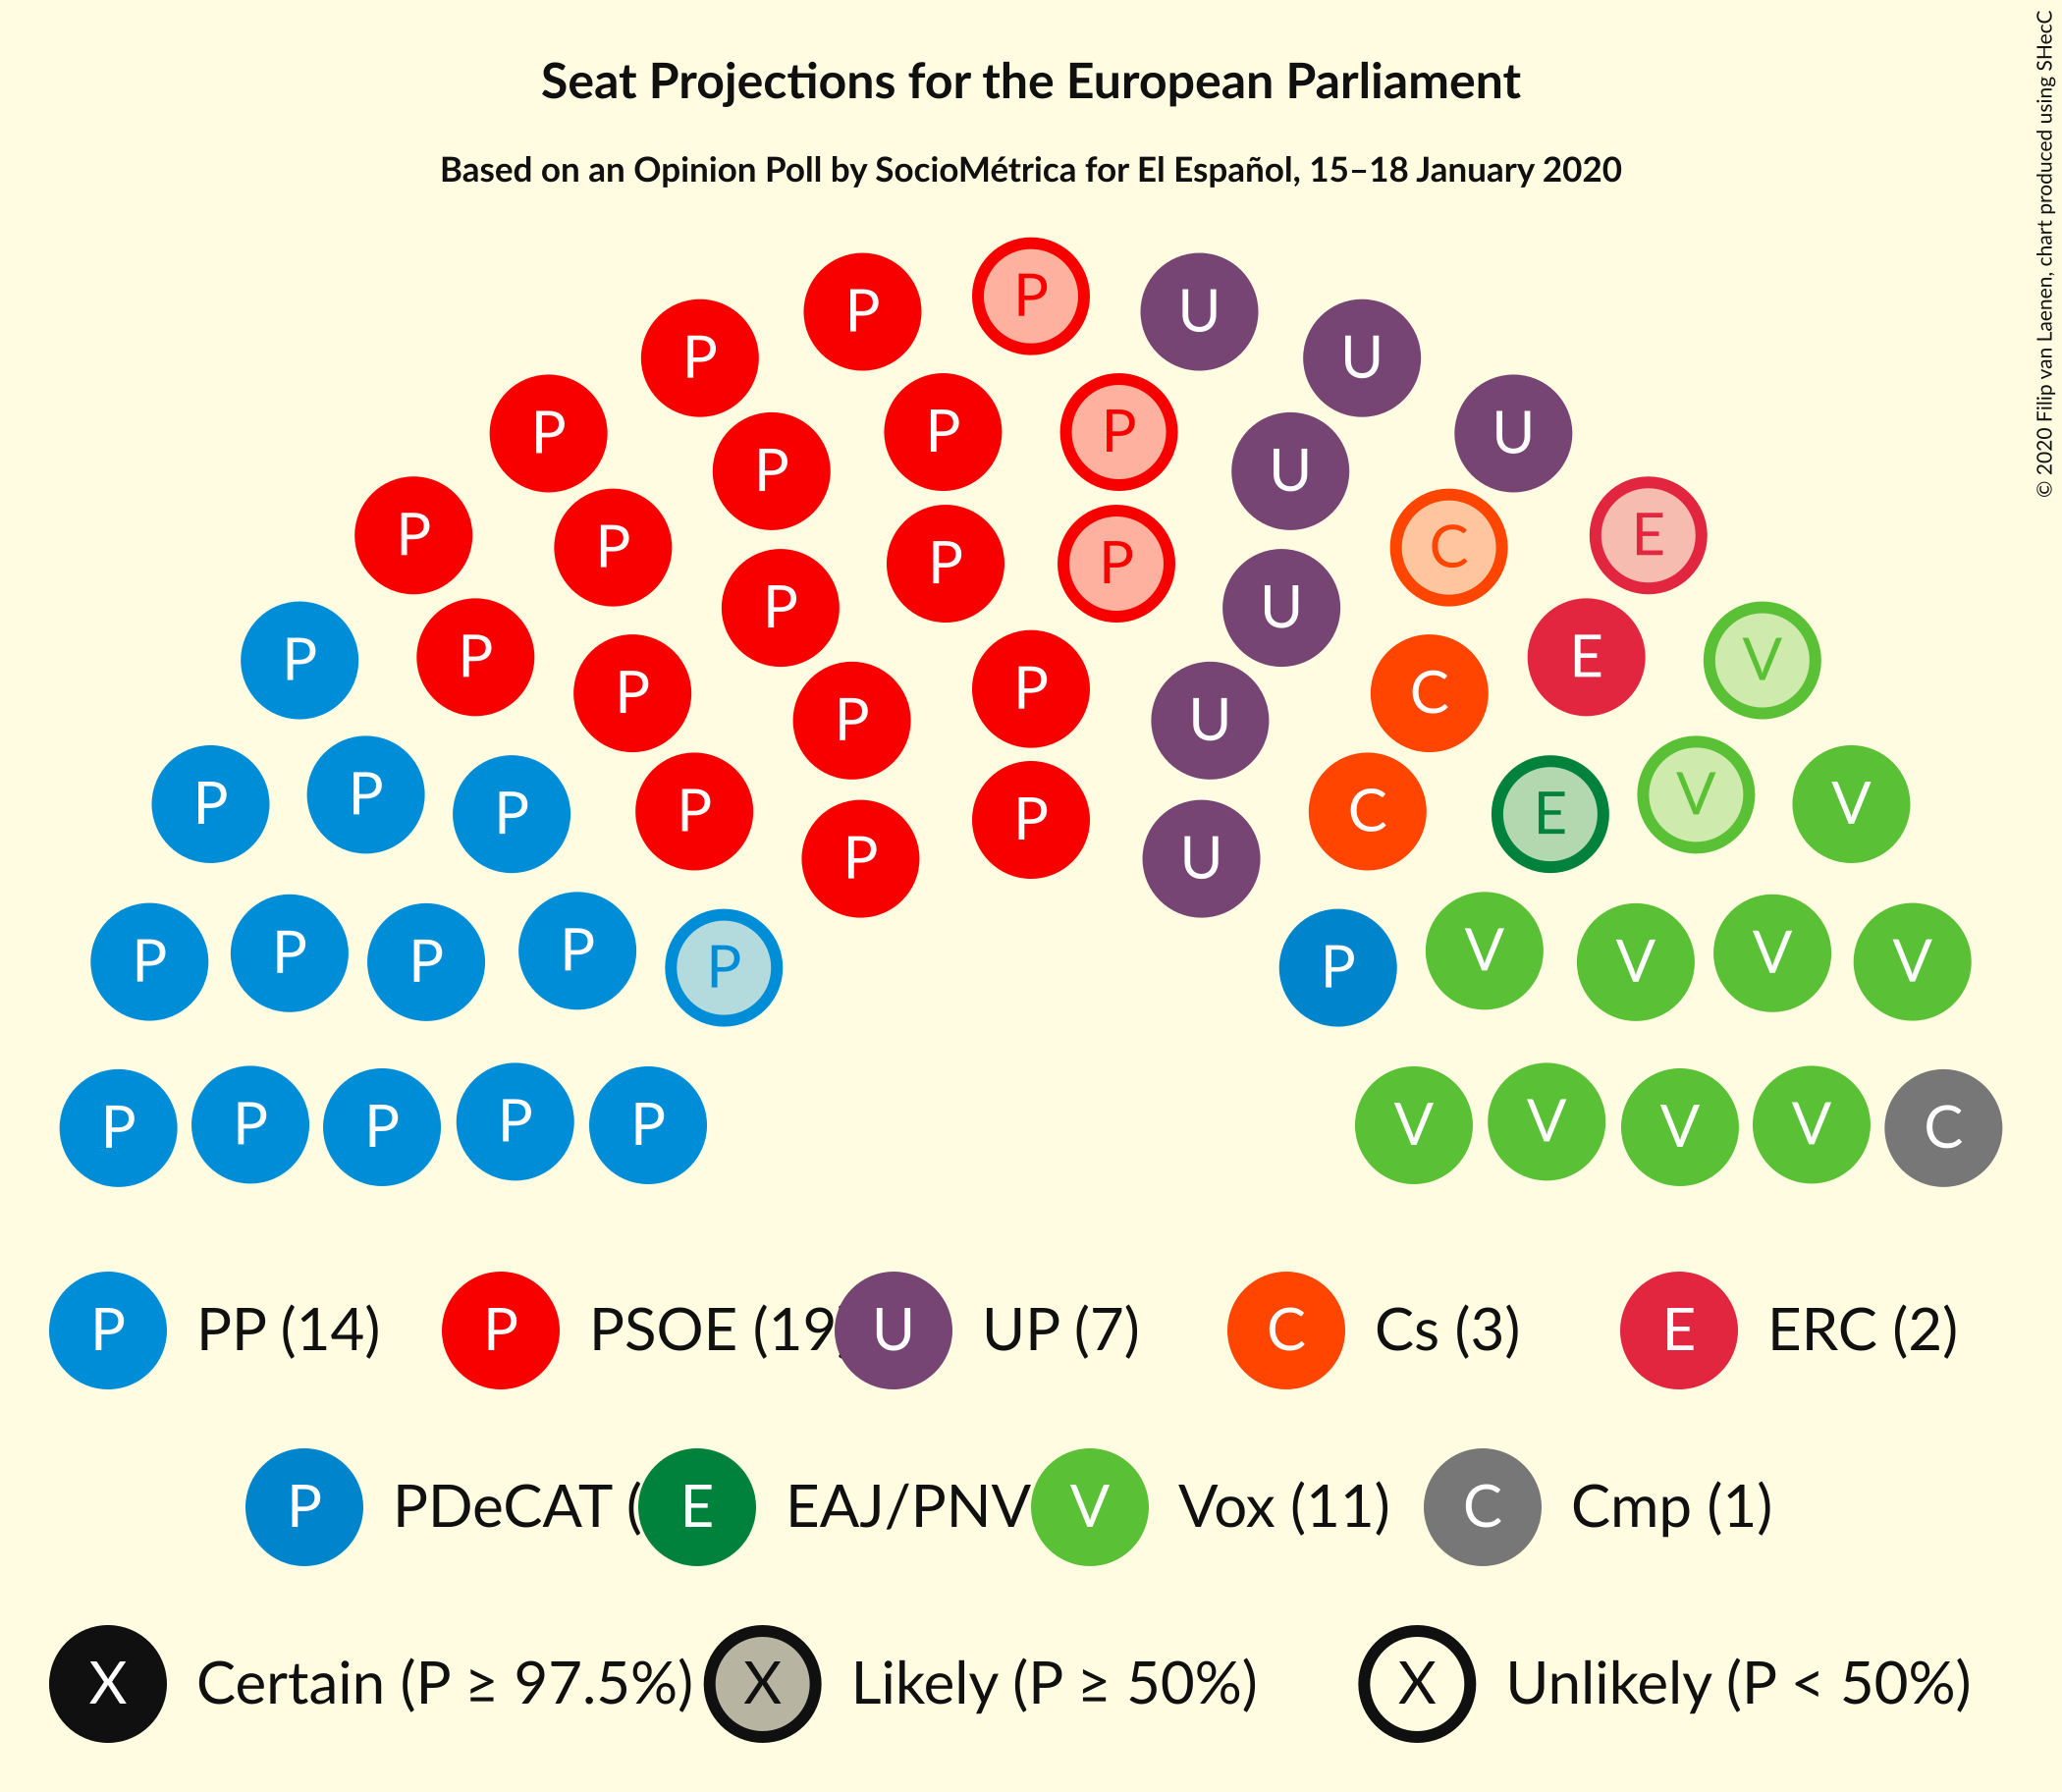 Seat Projections for the European Parliament
Based on an Opinion Poll by SocioMétrica for El Español, 15–18 January 2020
© 2020 Filip van Laenen, chart produced using SHecC
P P P U U
P P P P U U
P P P U C E
P P P P U
P P P P C E V
P P U
P P P P P C E V V
P P U
P P P P P P V V V V
P P P P P V V V V C
P PP (14) P PSOE (19) U UP (7) C Cs (3) E ERC (2)
P PDeCAT ( E EAJ/PNV V Vox (11) C Cmp (1)
X Certain (P ≥ 97.5%) X Likely (P ≥ 50%) X Unlikely (P < 50%)